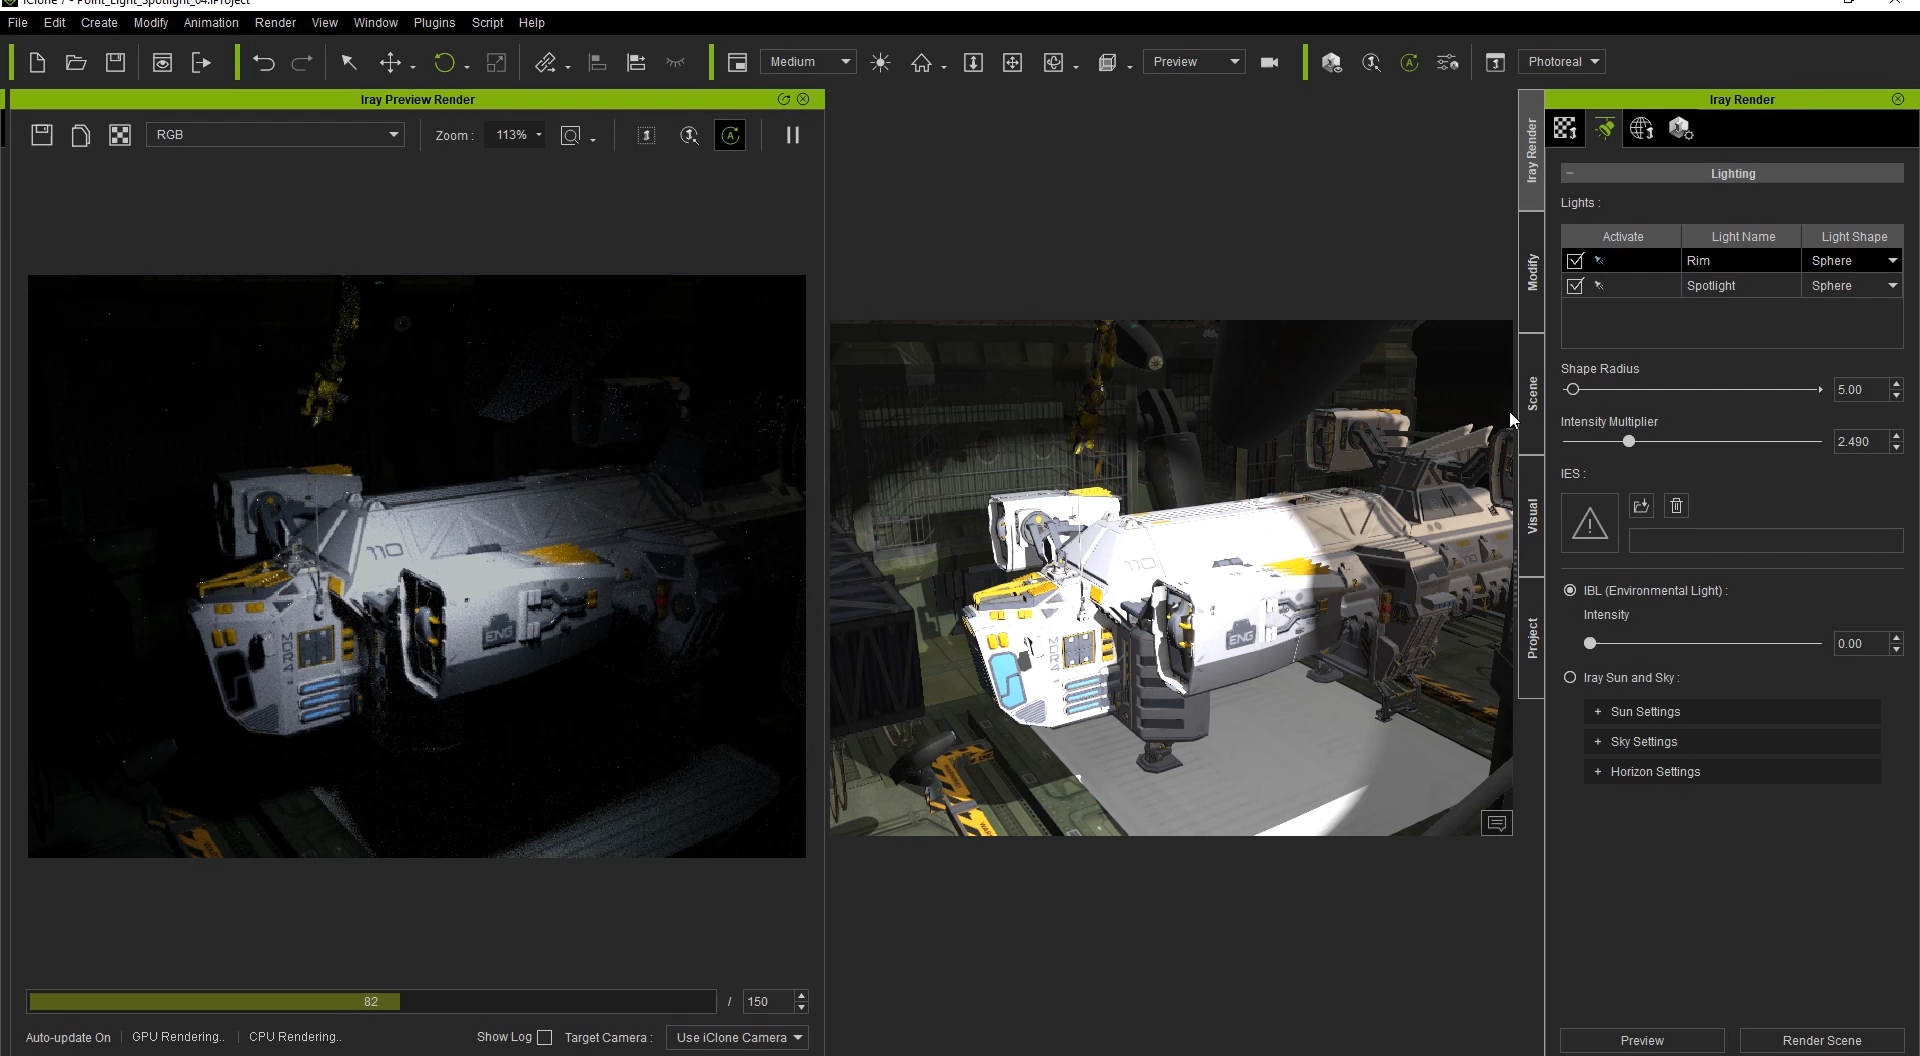 iClone 7 - Point_Light_Spotlight_04.iProject
File Edit Create Modify Animation Render View Window Plugins Script Help
Medium Preview Photoreal
Iray Preview Render
RGB Zoom : 113%
Iray Render
Lighting
Lights :
Activate Light Name Light Shape
Rim Sphere
Spotlight Sphere
Shape Radius
5.00
Intensity Multiplier
2.490
IES :
IBL (Environmental Light) :
Intensity
0.00
Iray Sun and Sky :
+ Sun Settings
+ Sky Settings
+ Horizon Settings
Preview Render Scene
Iray Render
Modify
Scene
Visual
Project
110
ENG
110
ENG
82 / 150
Auto-update On GPU Rendering.. CPU Rendering.. Show Log Target Camera : Use iClone Camera